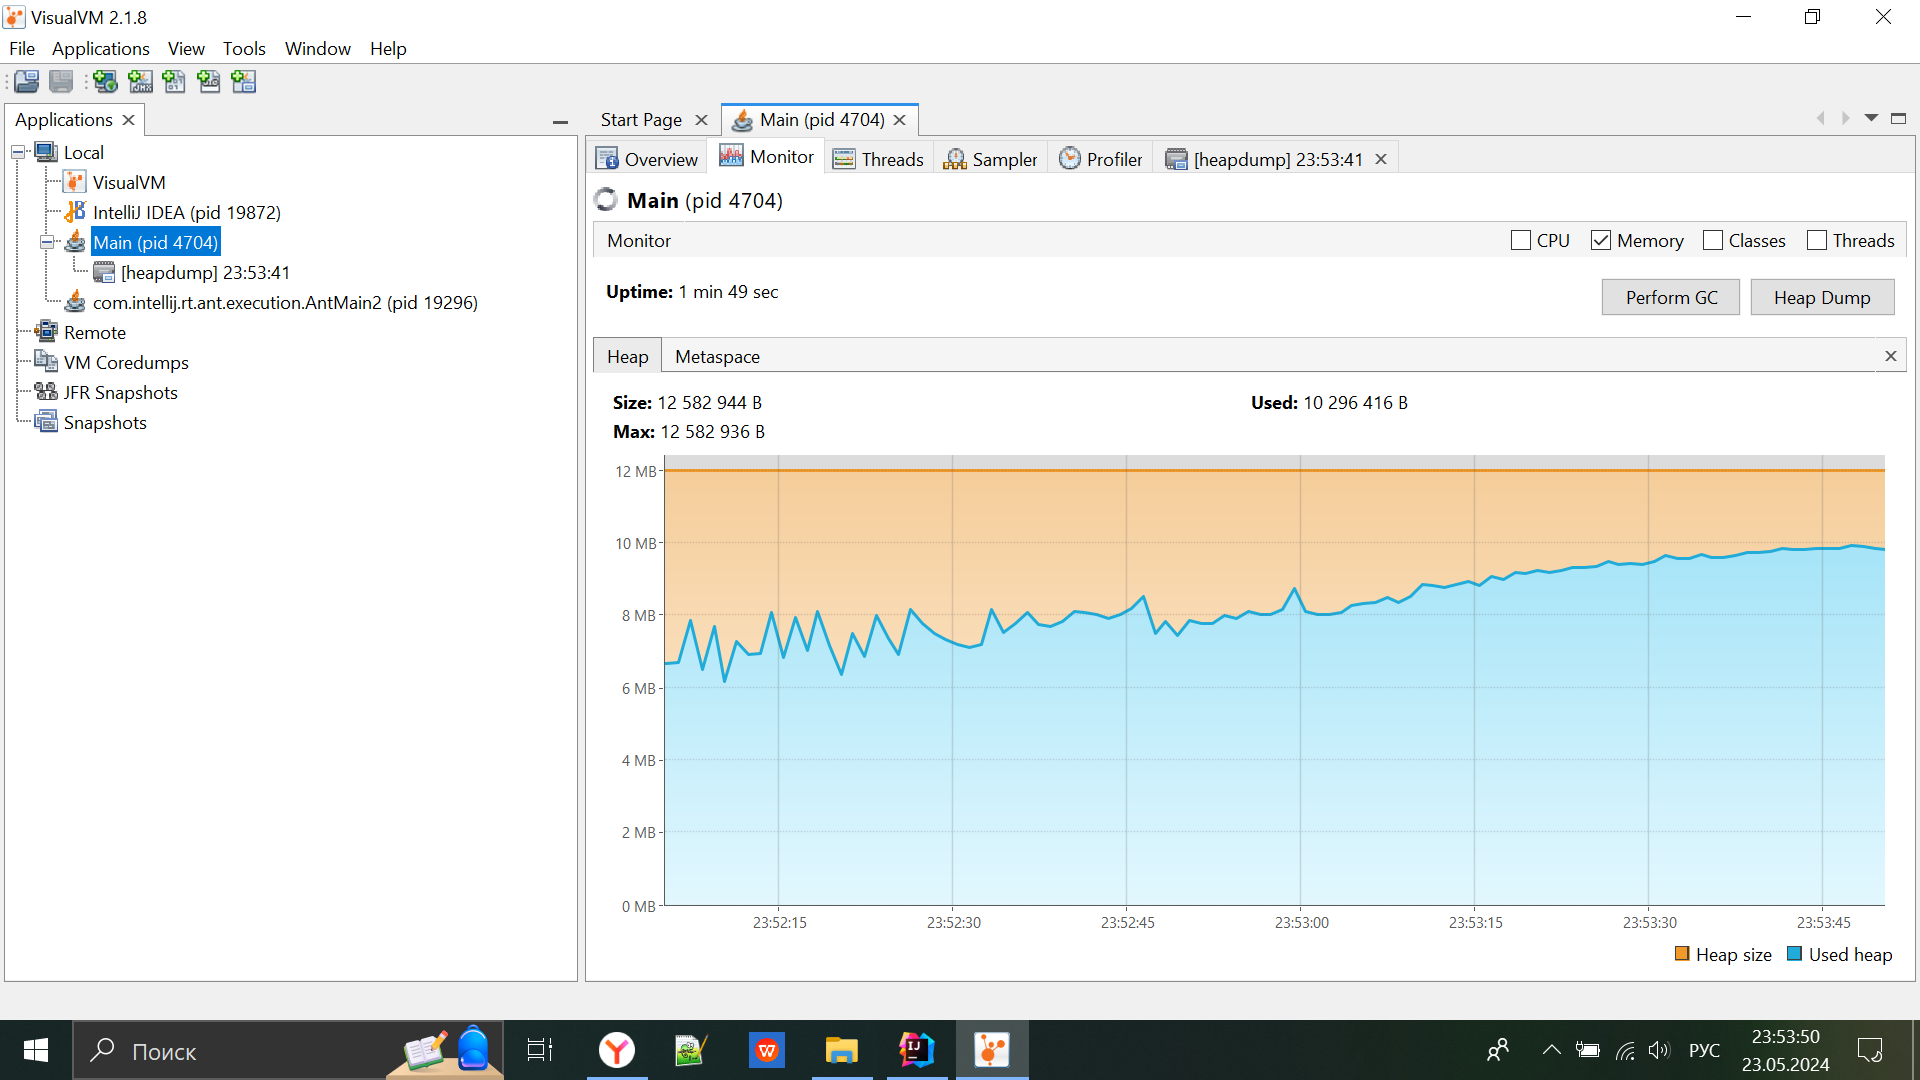 VisualVM 2.1.8
File Applications View Tools Window Help
Applications
Local
VisualVM
IntelliJ IDEA (pid 19872)
Main (pid 4704)
[heapdump] 23:53:41
com.intellij.rt.ant.execution.AntMain2 (pid 19296)
Remote
VM Coredumps
JFR Snapshots
Snapshots
Start Page Main (pid 4704)
Overview Monitor Threads Sampler Profiler [heapdump] 23:53:41
Main (pid 4704)
Monitor CPU Memory Classes Threads
Uptime: 1 min 49 sec
Perform GC Heap Dump
Heap Metaspace
Size: 12 582 944 B Used: 10 296 416 B
Max: 12 582 936 B
12 MB
10 MB
8 MB
6 MB
4 MB
2 MB
0 MB
23:52:15 23:52:30 23:52:45 23:53:00 23:53:15 23:53:30 23:53:45
Heap size Used heap
Поиск
РУС
23:53:50
23.05.2024